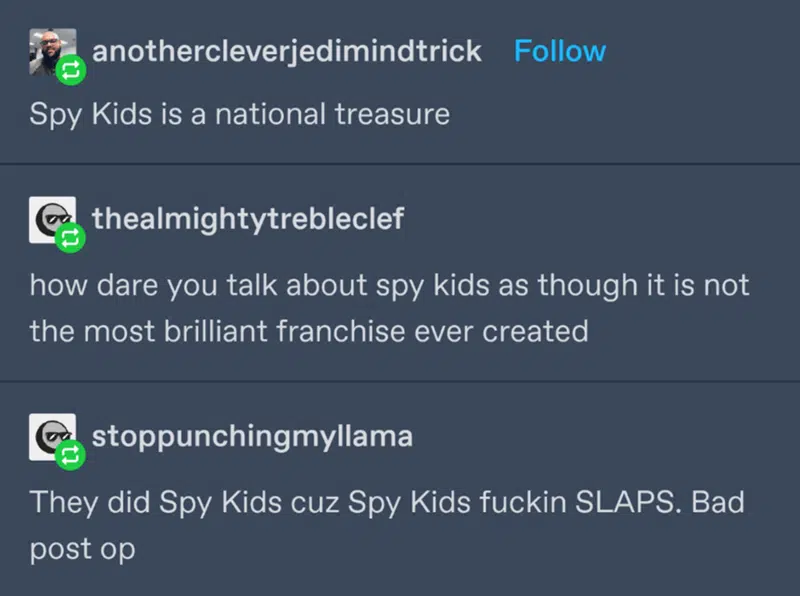 anothercleverjedimindtrick Follow
Spy Kids is a national treasure
thealmightytrebleclef
how dare you talk about spy kids as though it is not
the most brilliant franchise ever created
stoppunchingmyllama
They did Spy Kids cuz Spy Kids fuckin SLAPS. Bad
post op